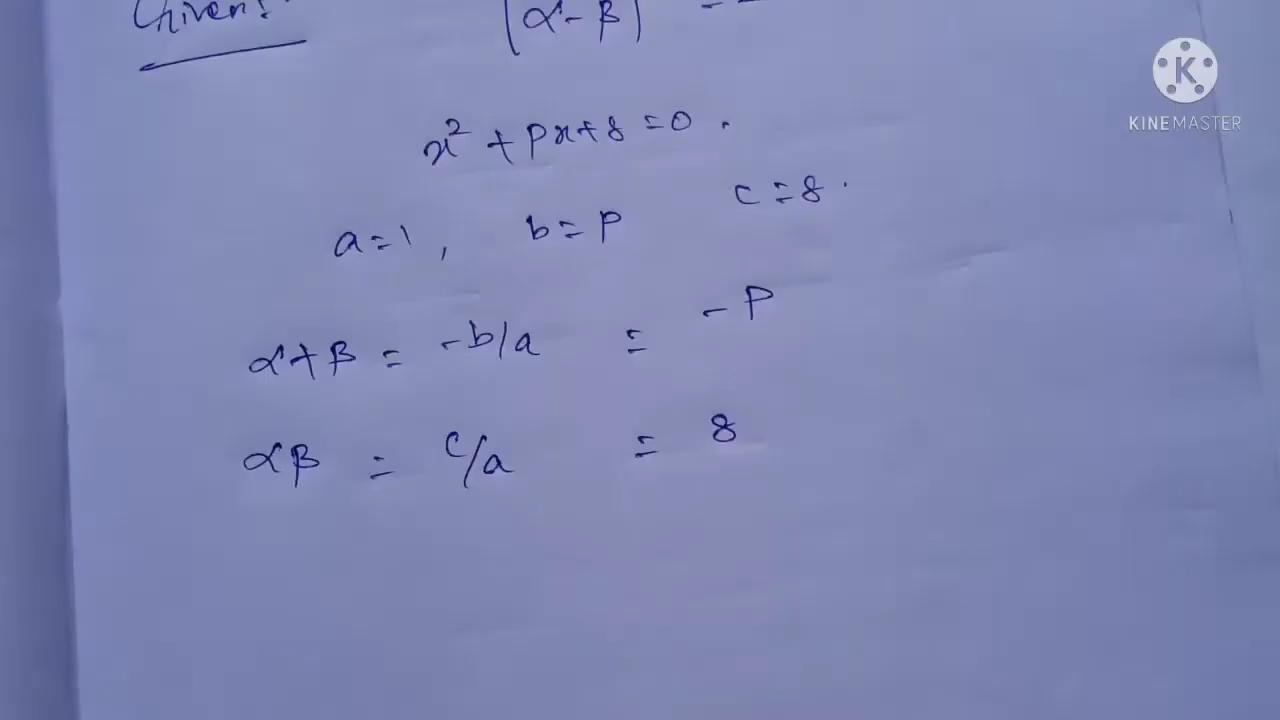 Given:
|α-β| =
x² + px + 8 = 0.
a=1, b=p c=8.
α+β = -b/a = -p
αβ = c/a = 8
KINEMASTER